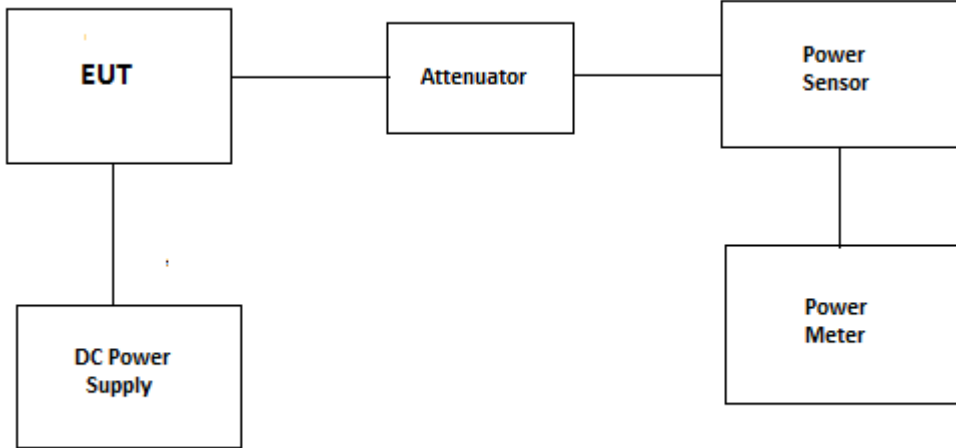 EUT
Attenuator
Power
Sensor
DC Power
Supply
Power
Meter